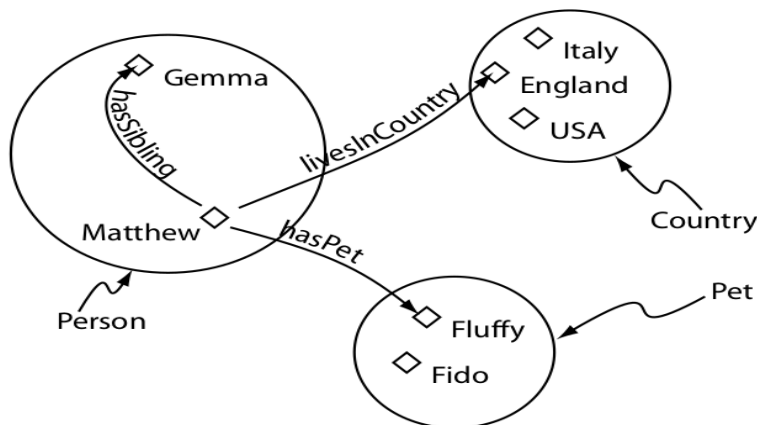 Gemma
hasSibling
Matthew
Person
livesInCountry
hasPet
Italy
England
USA
Country
Fluffy
Fido
Pet